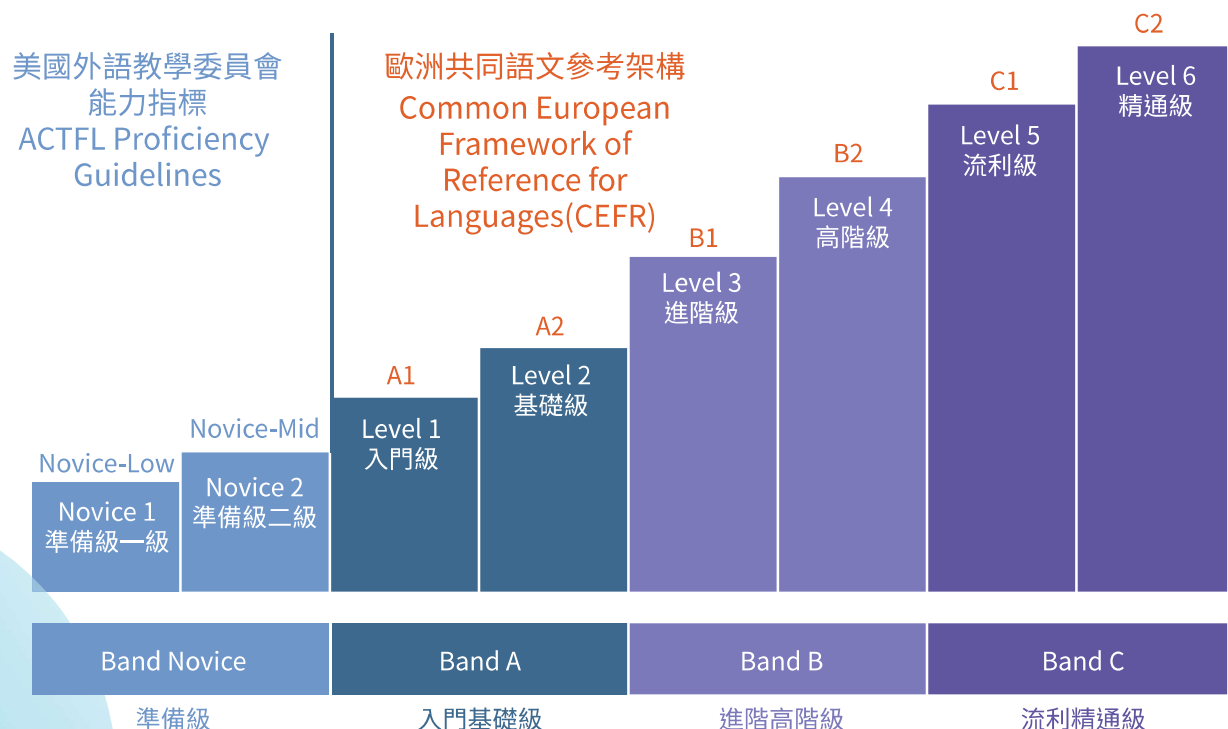 美國外語教學委員會
能力指標
ACTFL Proficiency
Guidelines
歐洲共同語文參考架構
Common European
Framework of
Reference for
Languages(CEFR)
Novice-Low
Novice 1
準備級一級
Novice-Mid
Novice 2
準備級二級
A1
Level 1
入門級
A2
Level 2
基礎級
B1
Level 3
進階級
B2
Level 4
高階級
C1
Level 5
流利級
C2
Level 6
精通級
Band Novice
Band A
Band B
Band C
準備級
入門基礎級
進階高階級
流利精通級